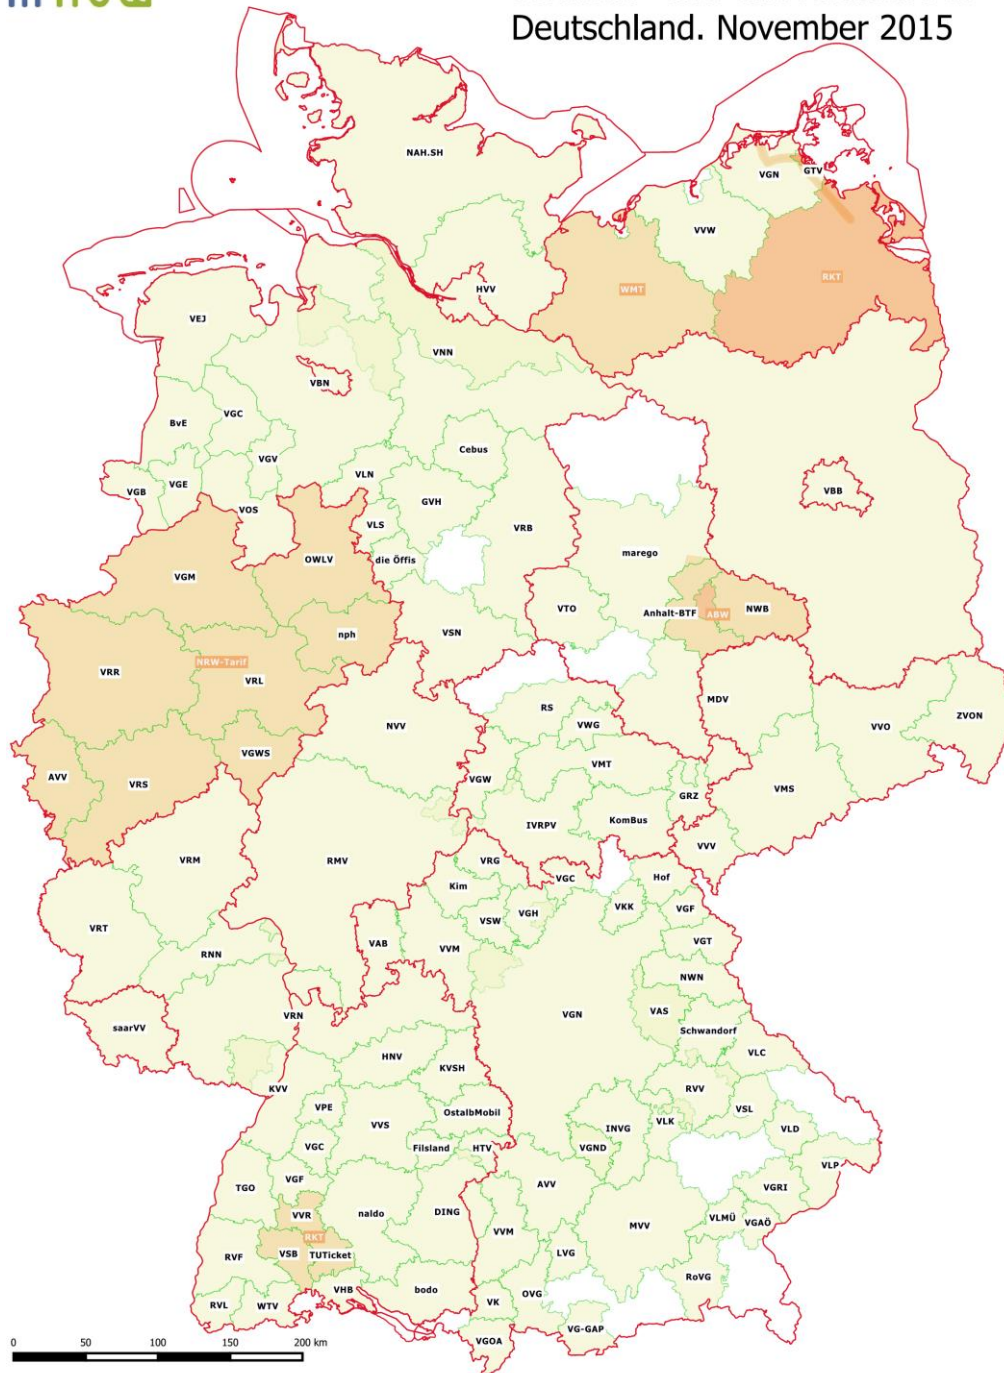 Deutschland. November 2015
NAH.SH
VGN
GTV
VVW
HVV
WMT
RKT
VEJ
VNN
VBN
BvE
VGC
VGV
Cebus
VLN
VGB
VGE
GVH
VBB
VOS
VLS
VRB
OWLV
die Öffis
marego
VGM
VTO
Anhalt-BTF
ABW
NWB
nph
VSN
NRW-Tarif
VRR
VRL
MDV
RS
ZVON
NVV
VWG
VVO
VGWS
VMT
AVV
VRS
VGW
GRZ
VMS
IVRPV
KomBus
VVV
VRM
RMV
VRG
VGC
Hof
Kim
VKK
VGF
VSW
VGH
VRT
VAB
VVM
VGT
RNN
NWN
VAS
VGN
VRN
saarVV
Schwandorf
VLC
HNV
KVSH
KVV
RVV
VPE
OstalbMobil
VSL
VVS
VLK
INVG
VLD
VGC
Filsland
HTV
VGND
VLP
VGF
TGO
AVV
VGRI
VVR
naldo
DING
VLMÜ
VGAÖ
VVM
MVV
RKT
RVF
VSB
TUTicket
LVG
RoVG
VHB
bodo
OVG
RVL
WTV
VK
VG-GAP
VGOA
0 50 100 150 200 km